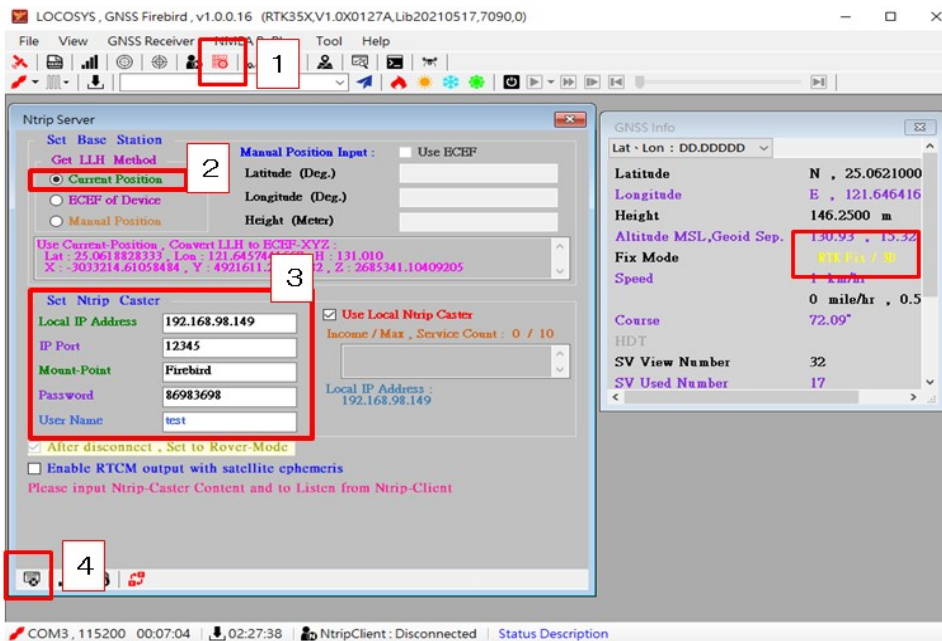 LOCOSYS , GNSS Firebird , v1.0.0.16 (RTK35X,V1.0X0127A,Lib20210517,7090,0)
File View GNSS Receiver Tool Help
1
Ntrip Server
Set Base Station
Get LLH Method
Current Position
ECEF of Device
Manual Position
2
Manual Position Input : Use ECEF
Latitude (Deg.)
Longitude (Deg.)
Height (Meter)
Use Current-Position , Convert LLH to ECEF-XYZ :
Lat : 25.0618828333 , Lon : H : 131.010
X : -3033214.61058484 , Y : Z : 2685341.10409205
3
Set Ntrip Caster
Local IP Address 192.168.98.149
IP Port 12345
Mount-Point Firebird
Password 86983698
User Name test
Use Local Ntrip Caster
Income / Max , Service Count : 0 / 10
Local IP Address :
192.168.98.149
After disconnect , Set to Rover-Mode
Enable RTCM output with satellite ephemeris
Please input Ntrip-Caster Content and to Listen from Ntrip-Client
4
GNSS Info
Lat、Lon : DD.DDDDD
Latitude N , 25.0621000
Longitude E , 121.646416
Height 146.2500 m
Altitude MSL,Geoid Sep. 130.93 , 15.32
Fix Mode RTK Fix / 3D
Speed 1 km/hr
0 mile/hr , 0.5
Course 72.09°
HDT
SV View Number 32
SV Used Number 17
COM3 , 115200 00:07:04 02:27:38 NtripClient : Disconnected Status Description